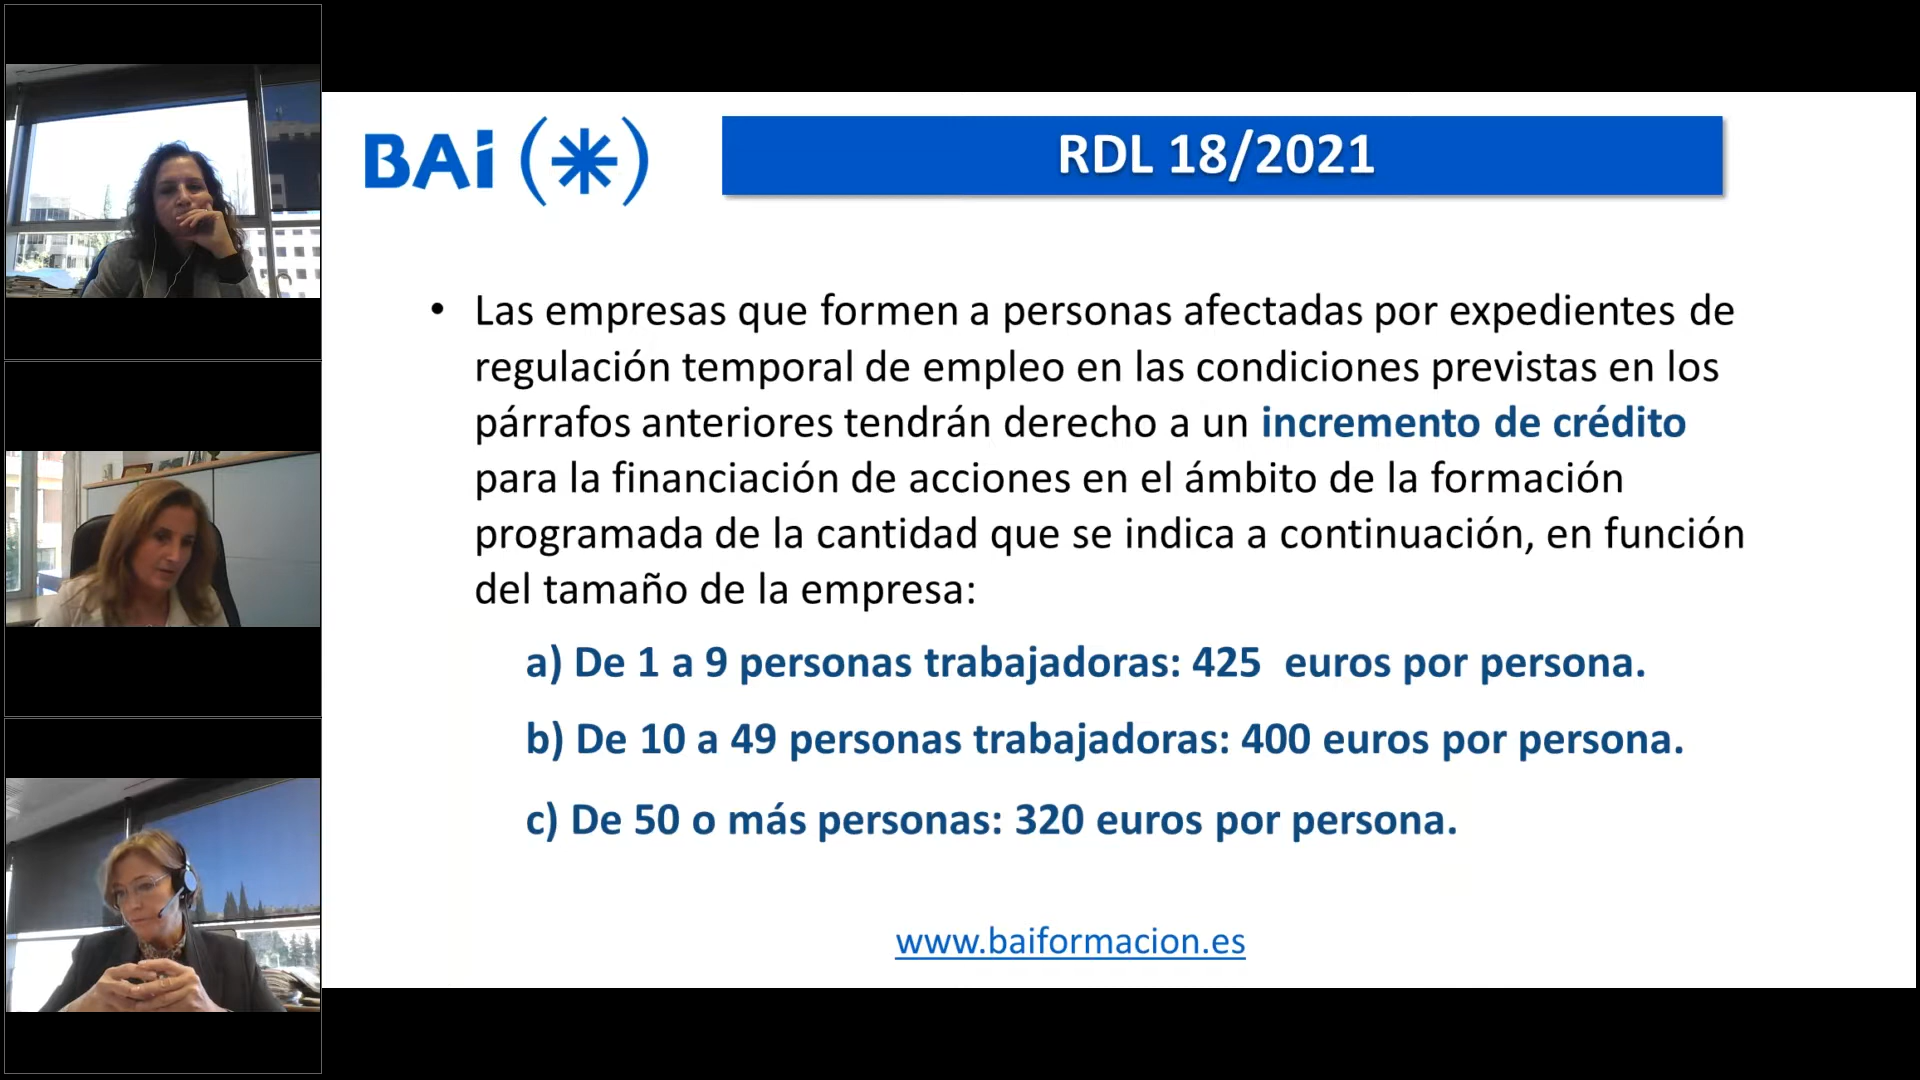 BAi (*)
RDL 18/2021
• Las empresas que formen a personas afectadas por expedientes de
regulación temporal de empleo en las condiciones previstas en los
párrafos anteriores tendrán derecho a un incremento de crédito
para la financiación de acciones en el ámbito de la formación
programada de la cantidad que se indica a continuación, en función
del tamaño de la empresa:
a) De 1 a 9 personas trabajadoras: 425  euros por persona.
b) De 10 a 49 personas trabajadoras: 400 euros por persona.
c) De 50 o más personas: 320 euros por persona.
www.baiformacion.es